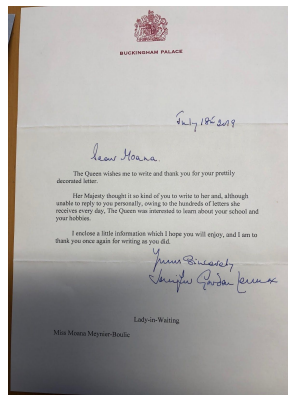 BUCKINGHAM PALACE
July 18th 2019
Dear Moana.
The Queen wishes me to write and thank you for your prettily
decorated letter.
Her Majesty thought it so kind of you to write to her and, although
unable to reply to you personally, owing to the hundreds of letters she
receives every day, The Queen was interested to learn about your school and
your hobbies.
I enclose a little information which I hope you will enjoy, and I am to
thank you once again for writing as you did.
Yours Sincerely
Jennifer Gordon Lennox
Lady-in-Waiting
Miss Moana Meynier-Boulic